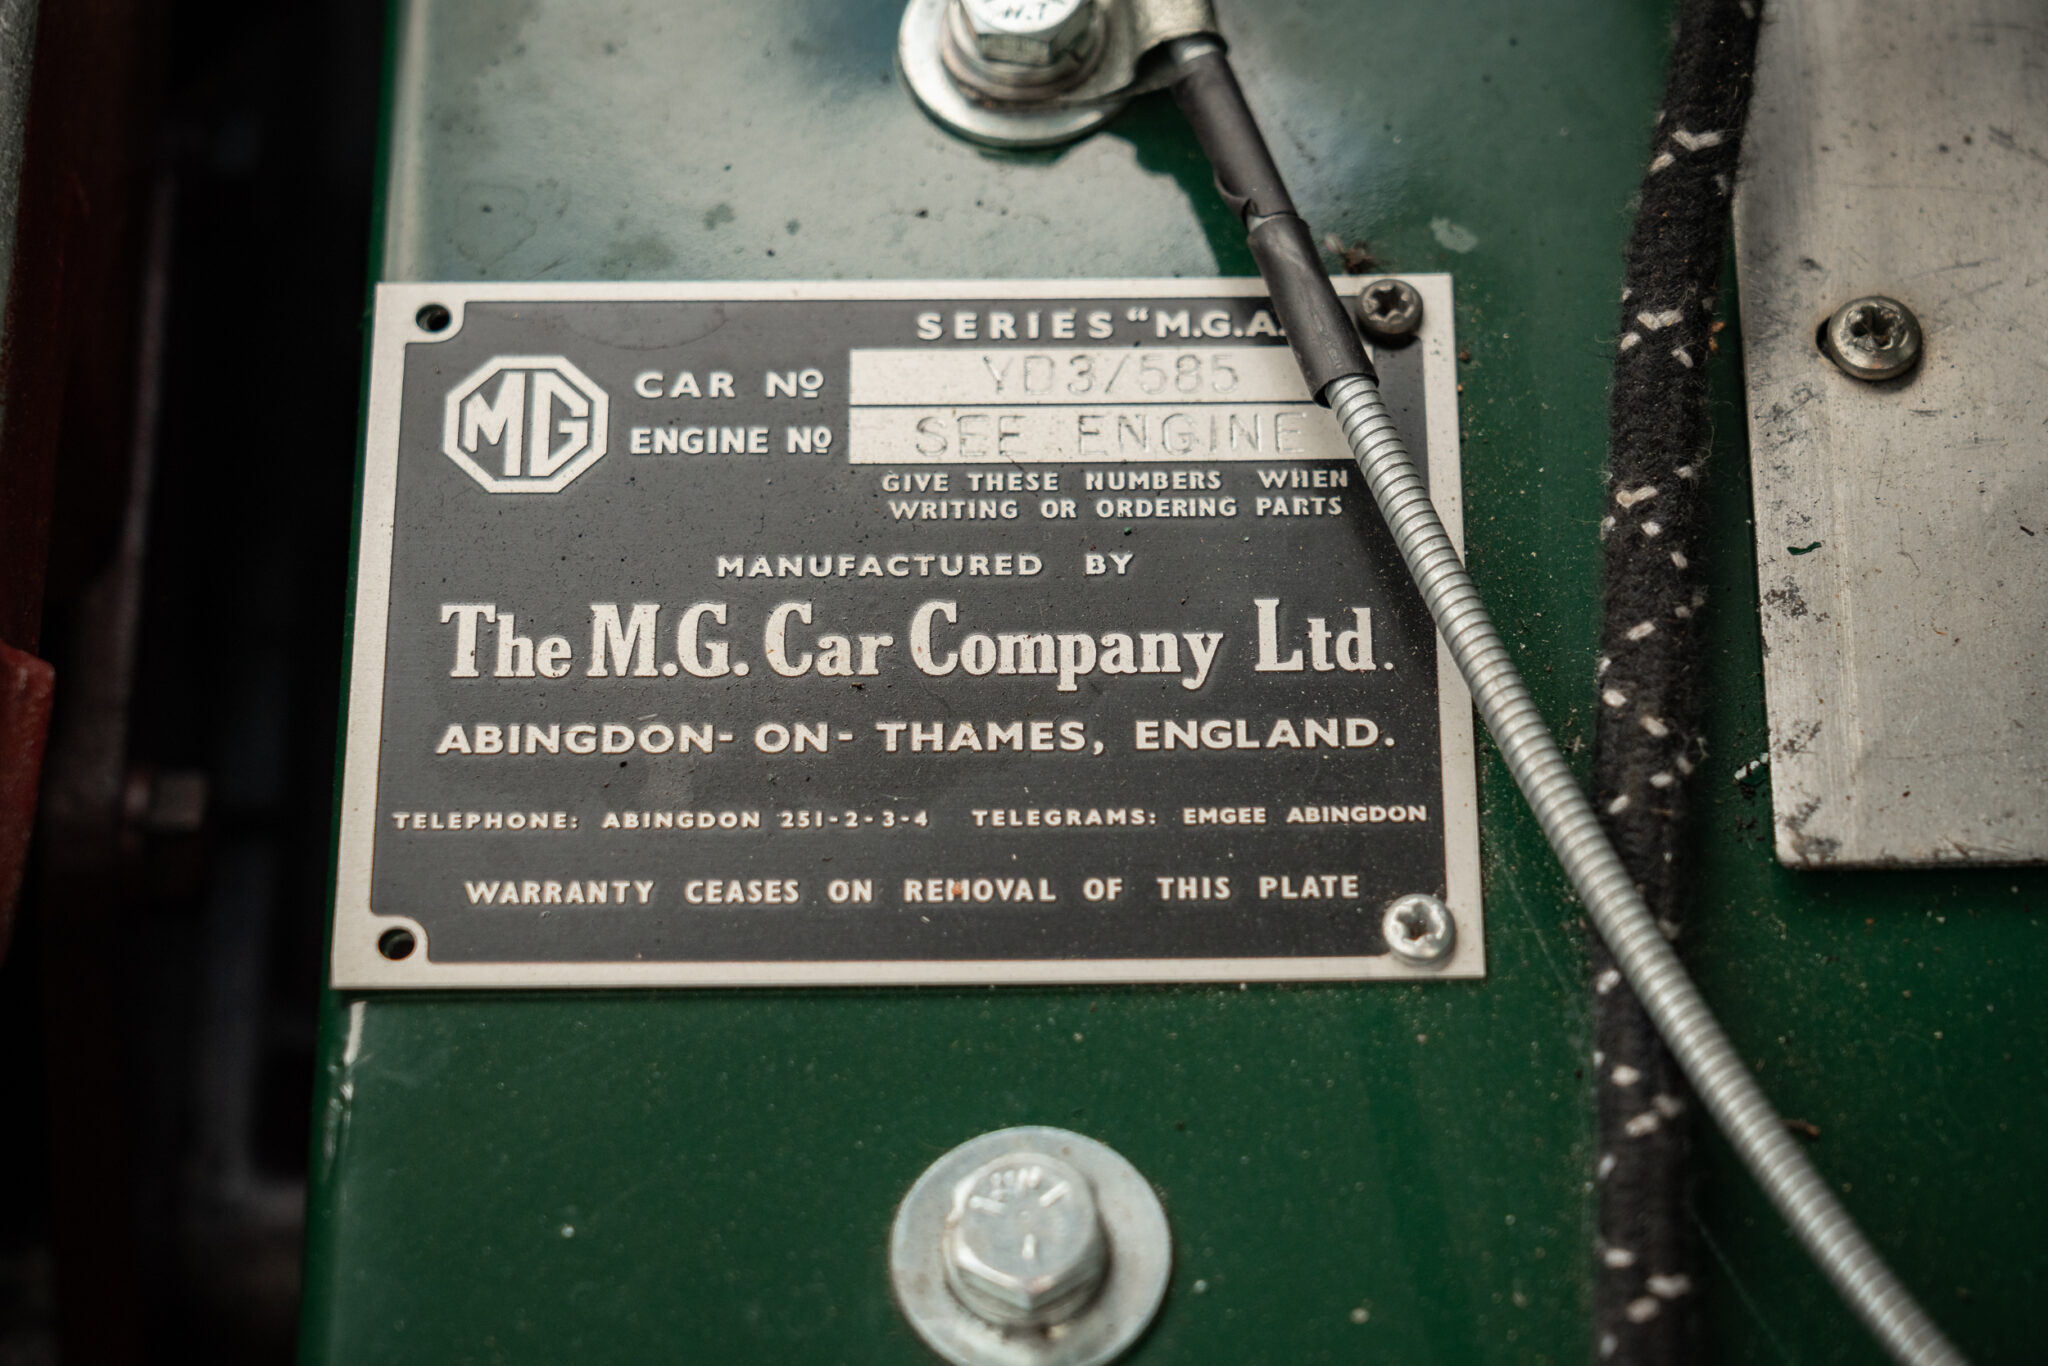 SERIES "M.G.A.
MG
CAR Nº YD3/585
ENGINE Nº SEE ENGINE
GIVE THESE NUMBERS WHEN
WRITING OR ORDERING PARTS
MANUFACTURED BY
The M.G. Car Company Ltd.
ABINGDON-ON-THAMES, ENGLAND.
TELEPHONE: ABINGDON 251-2-3-4 TELEGRAMS: EMGEE ABINGDON
WARRANTY CEASES ON REMOVAL OF THIS PLATE